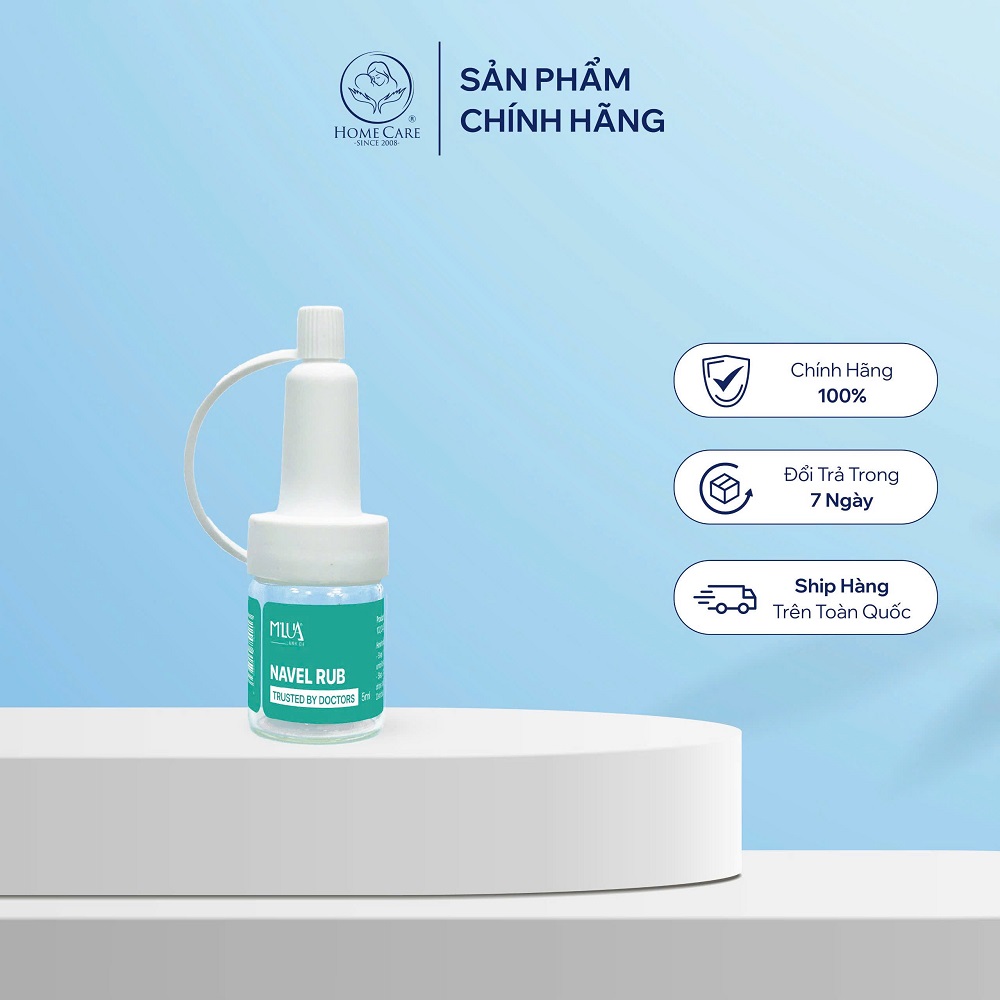 HOME CARE
-SINCE 2008-
®
SẢN PHẨM
CHÍNH HÃNG
Chính Hãng
100%
Đổi Trả Trong
7 Ngày
Ship Hàng
Trên Toàn Quốc
MLUA
NAVEL RUB
TRUSTED BY DOCTORS
5ml